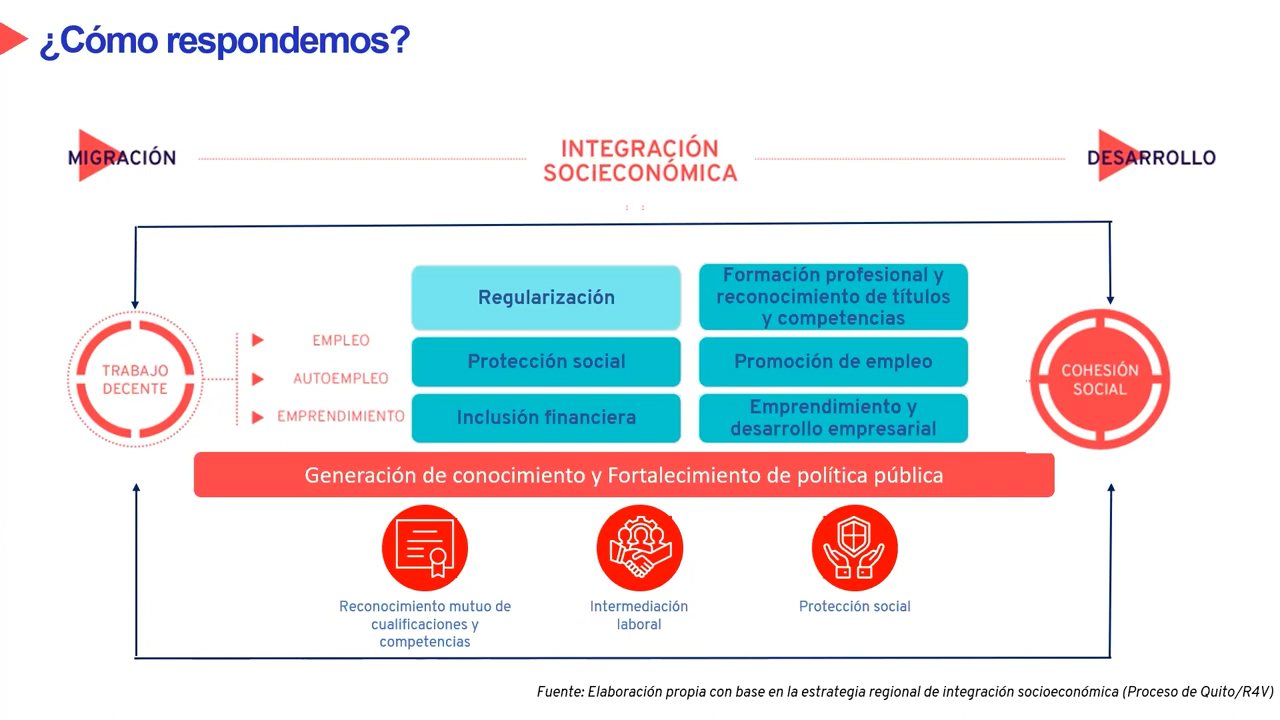 ¿Cómo respondemos?
MIGRACIÓN
INTEGRACIÓN
SOCIECONÓMICA
DESARROLLO
Regularización
Formación profesional y
reconocimiento de títulos
y competencias
Protección social
Promoción de empleo
Inclusión financiera
Emprendimiento y
desarrollo empresarial
TRABAJO
DECENTE
EMPLEO
AUTOEMPLEO
EMPRENDIMIENTO
COHESIÓN
SOCIAL
Generación de conocimiento y Fortalecimiento de política pública
Reconocimiento mutuo de
cualificaciones y
competencias
Intermediación
laboral
Protección social
Fuente: Elaboración propia con base en la estrategia regional de integración socioeconómica (Proceso de Quito/R4V)